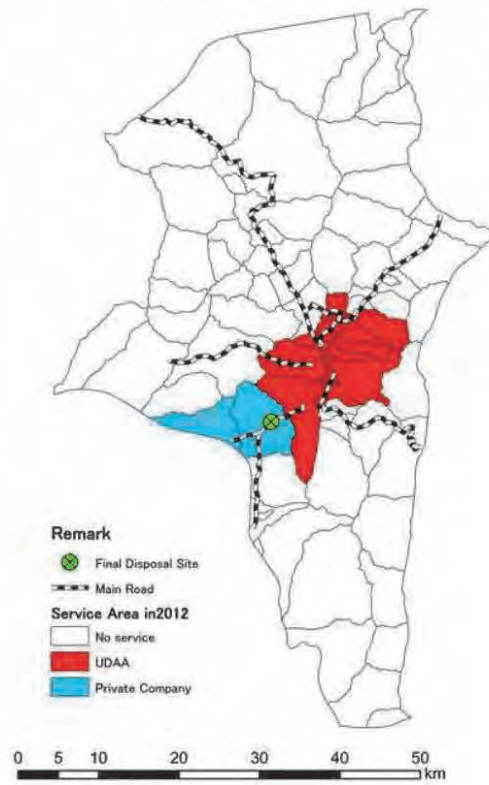 Remark
Final Disposal Site
Main Road
Service Area in2012
No service
UDAA
Private Company
0 5 10 20 30 40 50
km